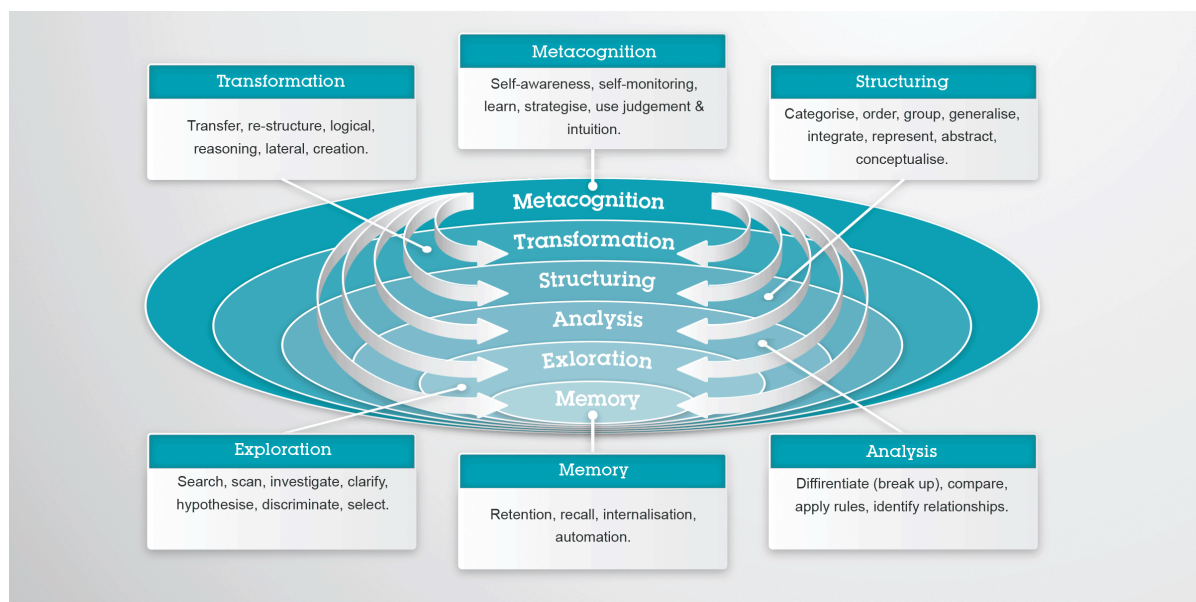 Metacognition
Self-awareness, self-monitoring,
learn, strategise, use judgement &
intuition.
Transformation
Transfer, re-structure, logical,
reasoning, lateral, creation.
Structuring
Categorise, order, group, generalise,
integrate, represent, abstract,
conceptualise.
Metacognition
Transformation
Structuring
Analysis
Exloration
Memory
Exploration
Search, scan, investigate, clarify,
hypothesise, discriminate, select.
Memory
Retention, recall, internalisation,
automation.
Analysis
Diffirentiate (break up), compare,
apply rules, identify relationships.